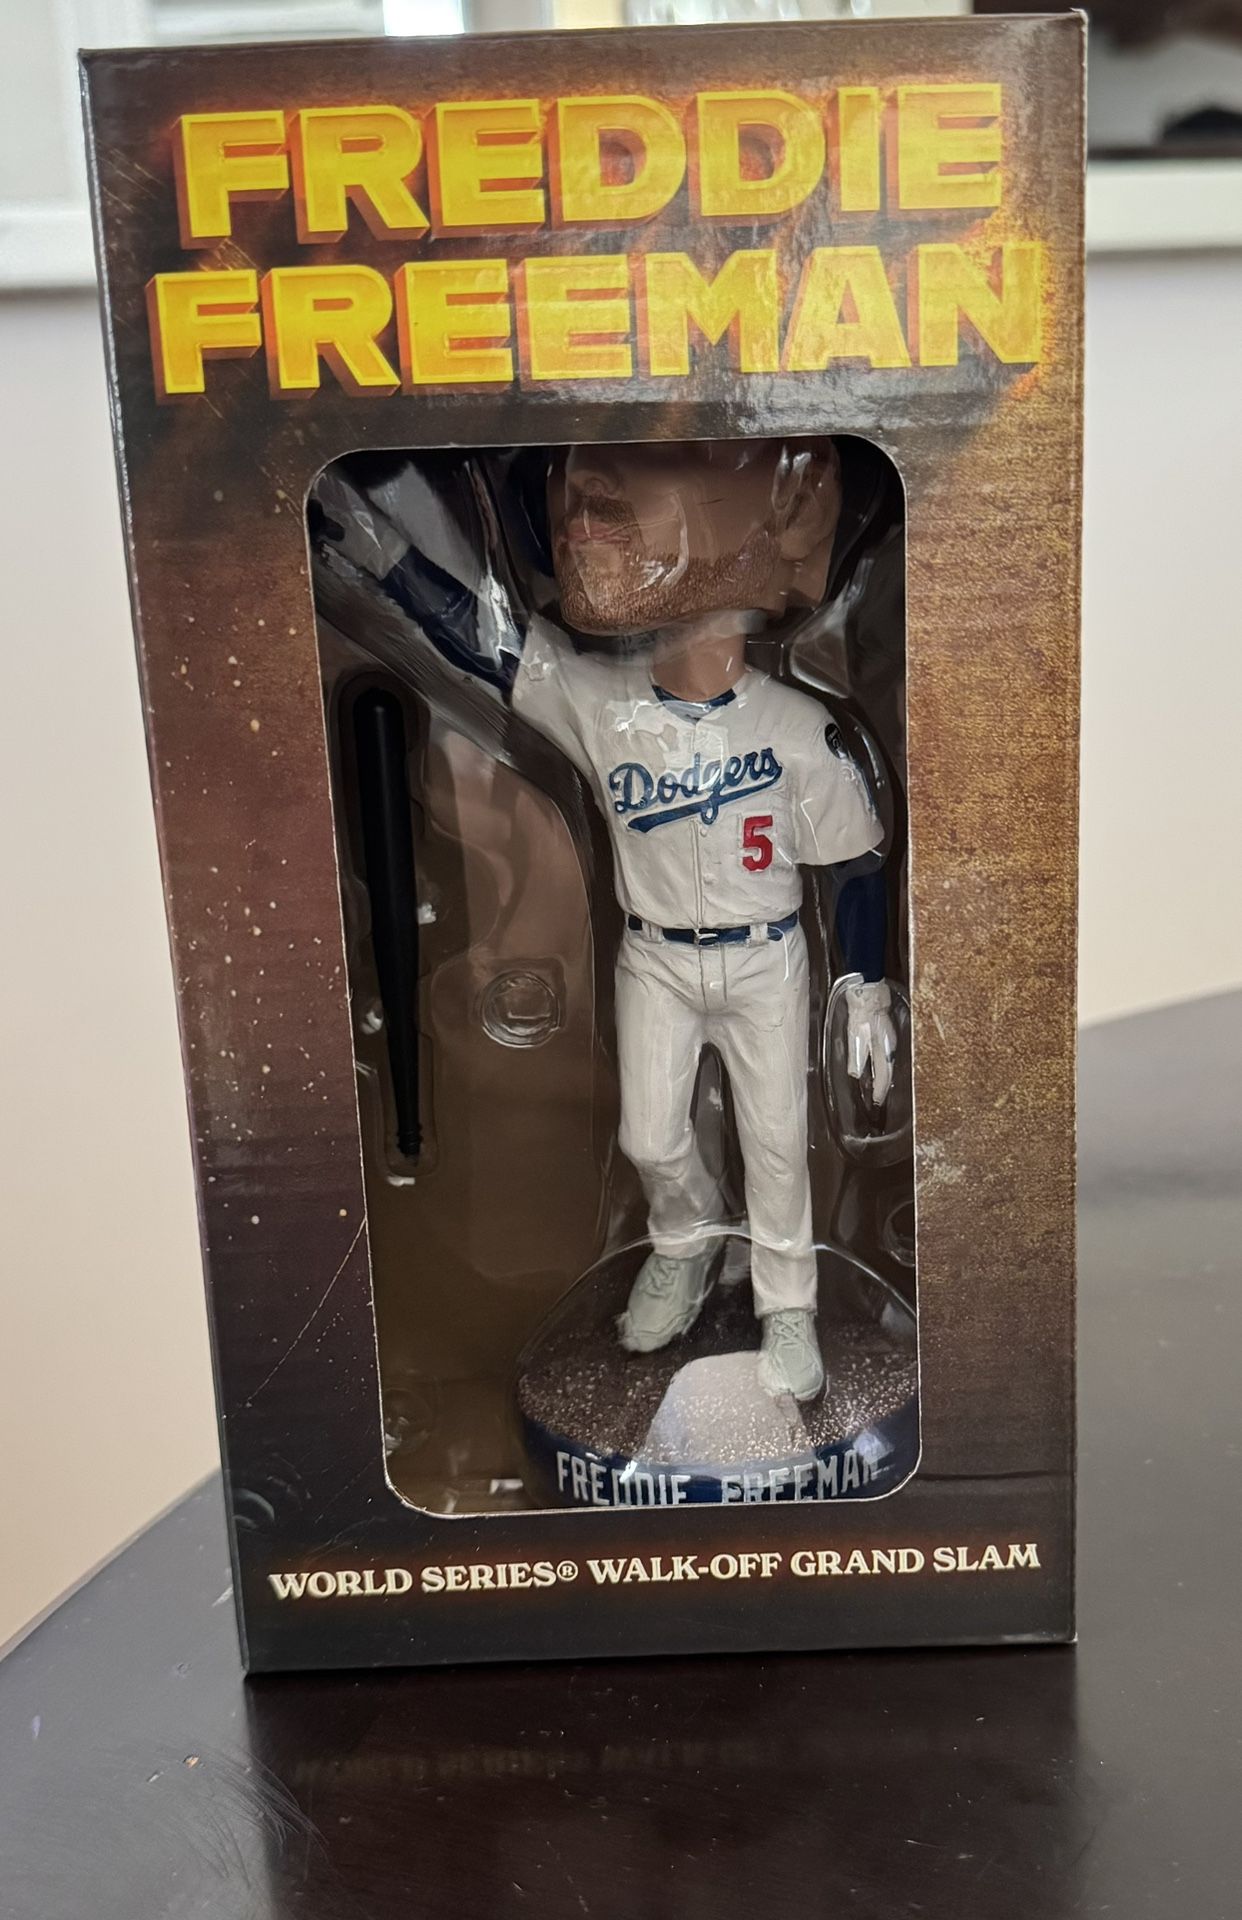 FREDDIE
FREEMAN
Dodgers
5
FREDDIE FREEMAN
WORLD SERIES® WALK-OFF GRAND SLAM